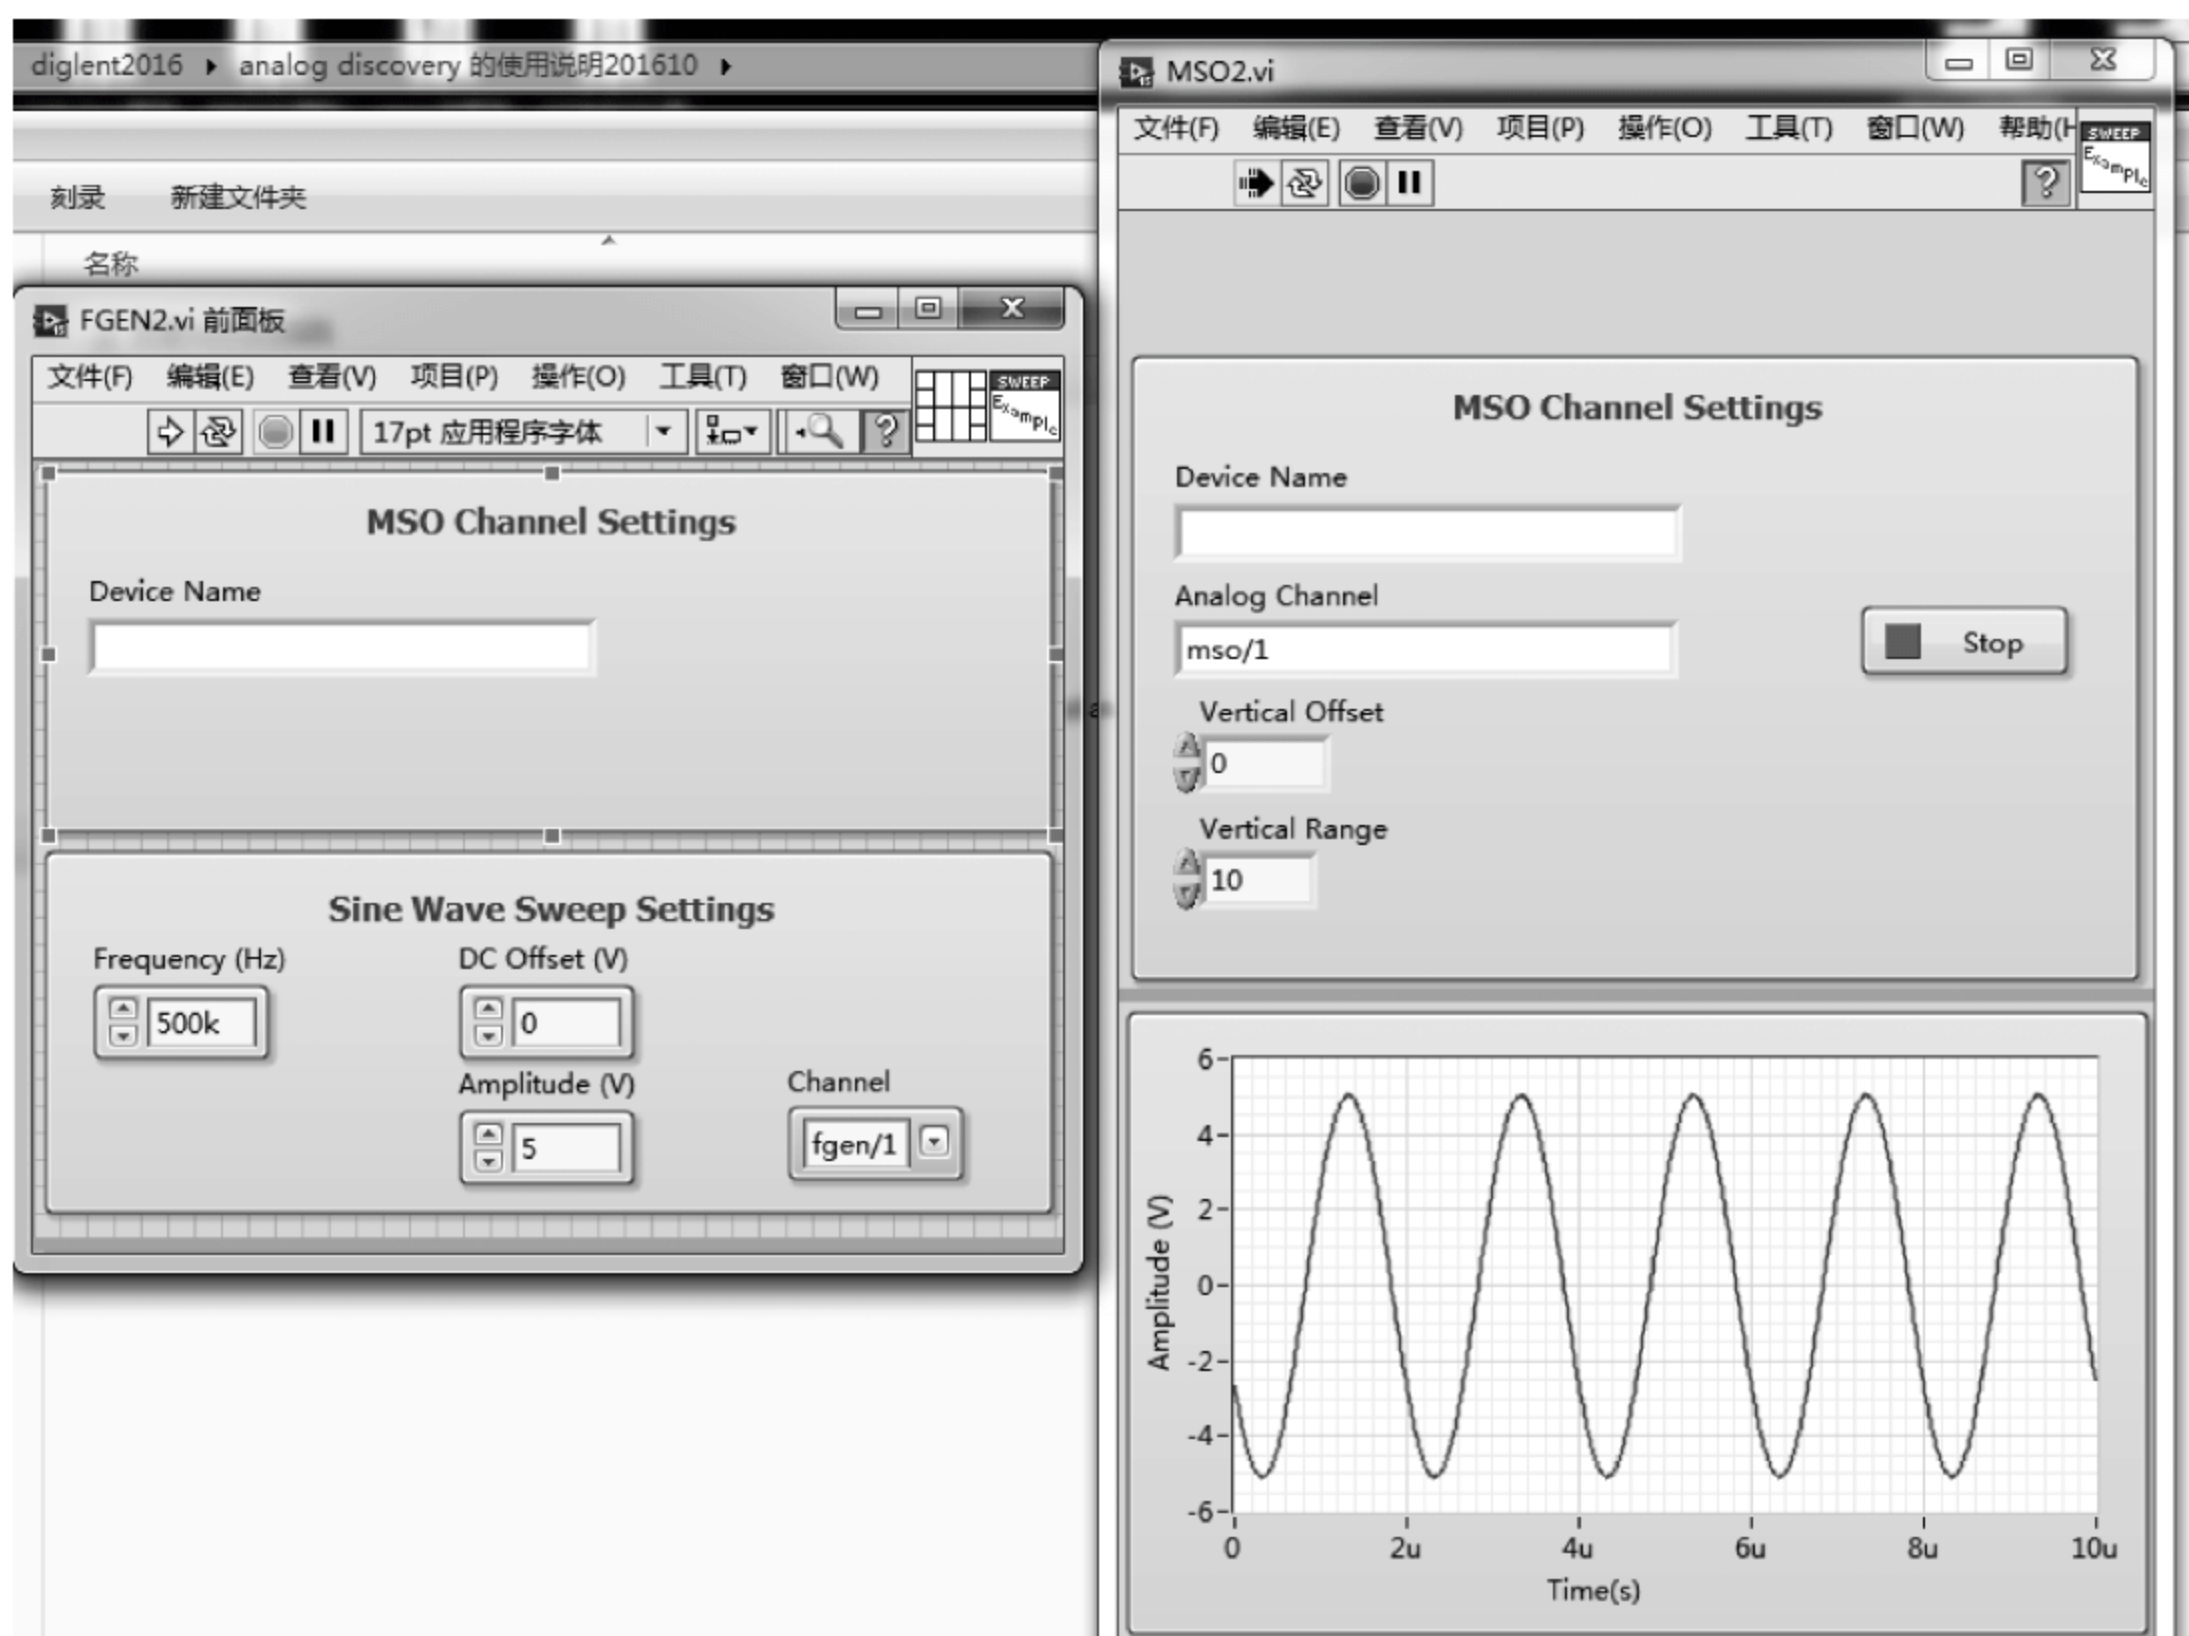 diglent2016 ▸ analog discovery 的使用说明201610 ▸
刻录 新建文件夹
名称
FGEN2.vi 前面板
文件(F) 编辑(E) 查看(V) 项目(P) 操作(O) 工具(T) 窗口(W)
SWEEP
Example
17pt 应用程序字体
MSO Channel Settings
Device Name
Sine Wave Sweep Settings
Frequency (Hz) DC Offset (V)
500k 0
Amplitude (V) Channel
5 fgen/1
MSO2.vi
文件(F) 编辑(E) 查看(V) 项目(P) 操作(O) 工具(T) 窗口(W) 帮助(H
SWEEP
Example
MSO Channel Settings
Device Name
Analog Channel
mso/1
Stop
Vertical Offset
0
Vertical Range
10
6
4
2
0
-2
-4
-6
Amplitude (V)
0 2u 4u 6u 8u 10u
Time(s)